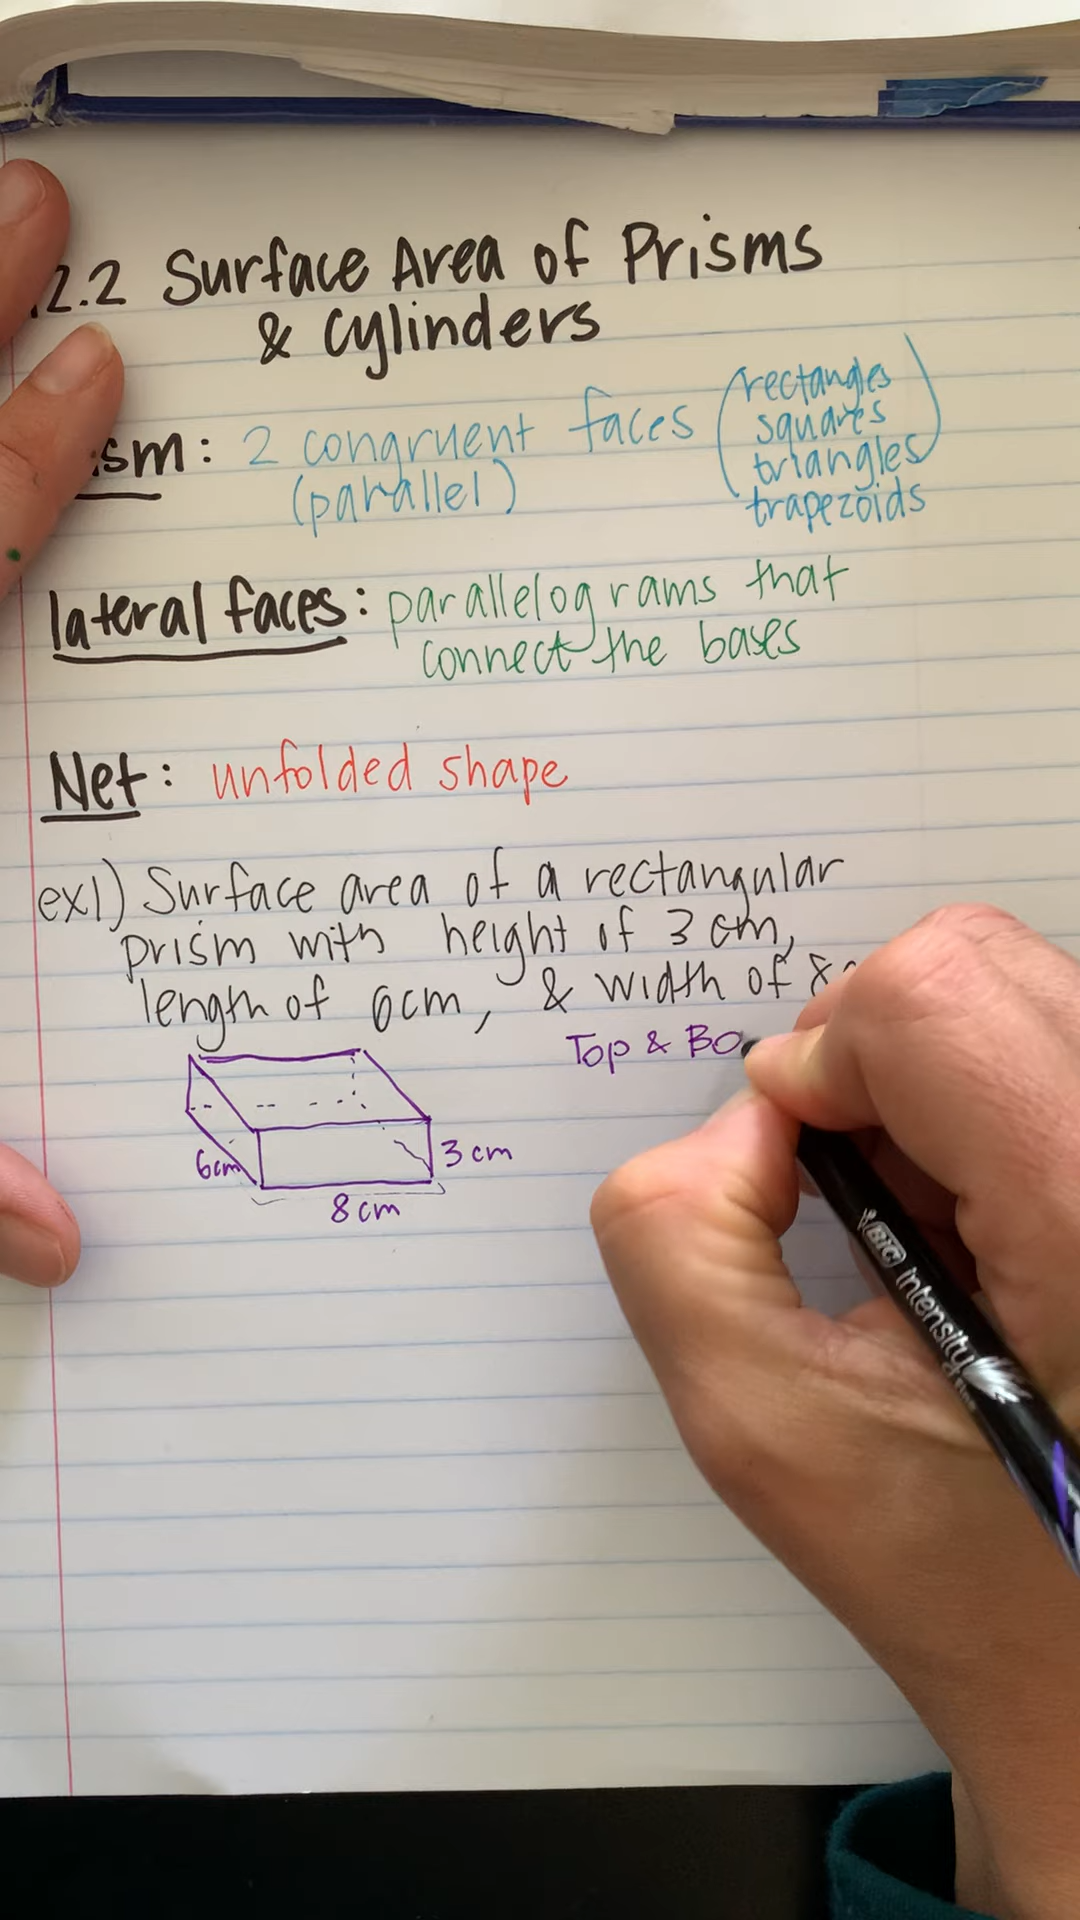 2.2 Surface Area of Prisms
& Cylinders
ism: 2 congruent faces (rectangles
squares
triangles)
trapezoids
(parallel)
lateral faces: parallelograms that
connect the bases
Net: unfolded shape
ex1) Surface area of a rectangular
prism with height of 3 cm,
length of 6cm, & width of 8c
Top & Bo
6cm
3 cm
8 cm
BIC intensity